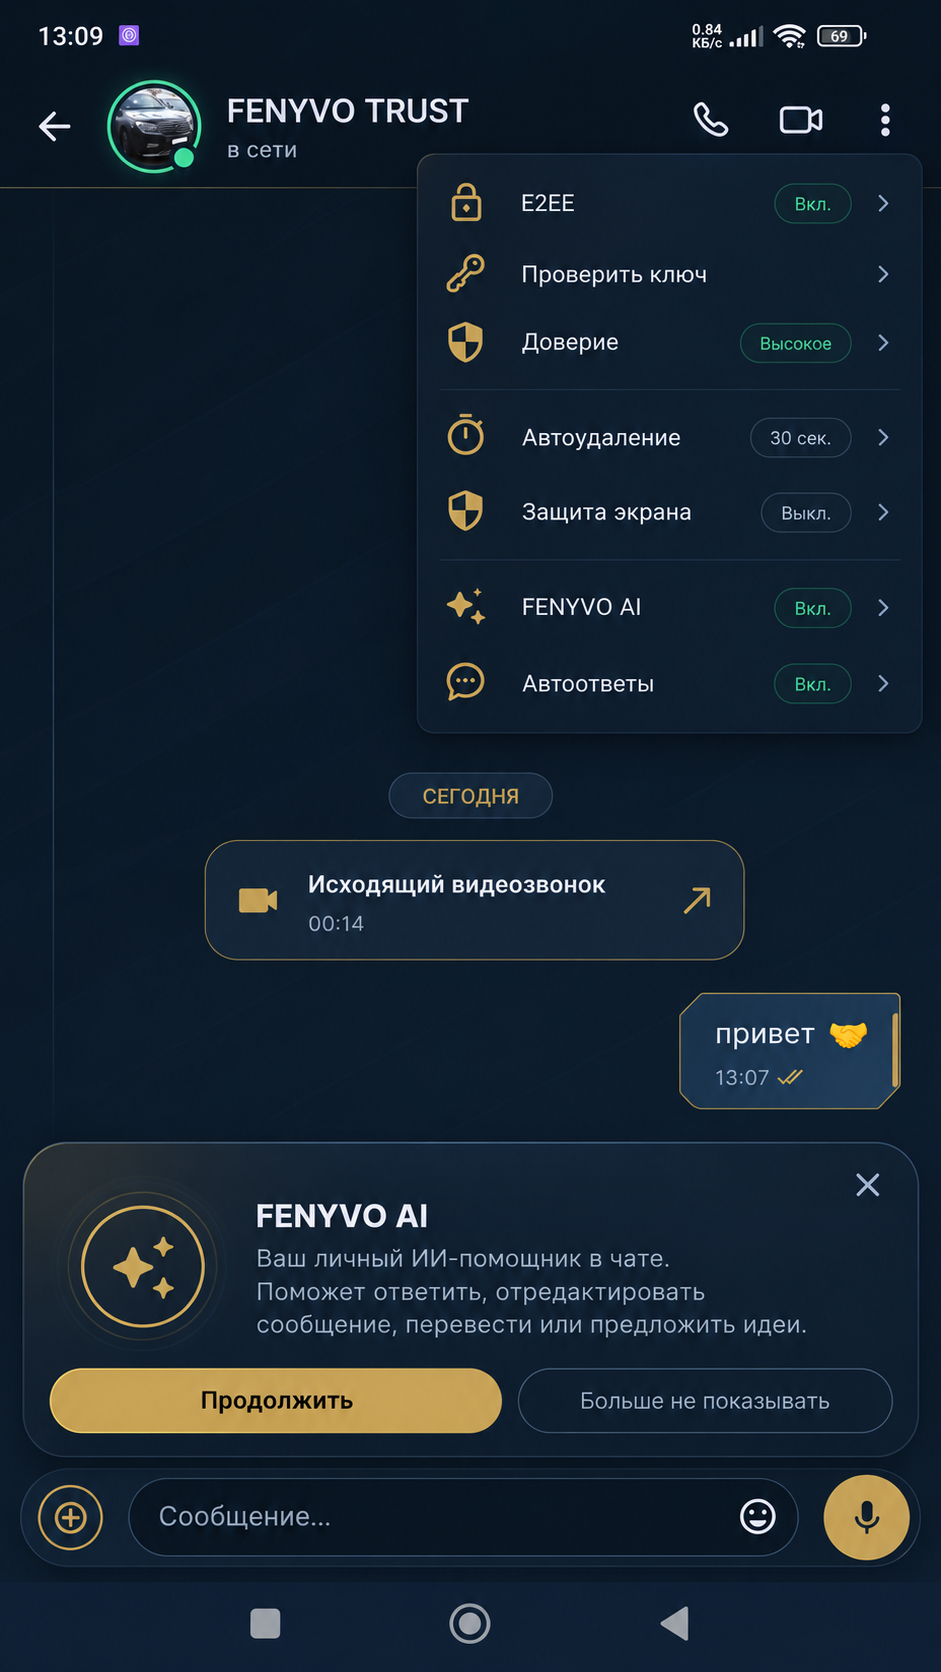 13:09
0.84
КБ/с
69
FENYVO TRUST
в сети
E2EE
Вкл.
Проверить ключ
Доверие
Высокое
Автоудаление
30 сек.
Защита экрана
Выкл.
FENYVO AI
Вкл.
Автоответы
Вкл.
СЕГОДНЯ
Исходящий видеозвонок
00:14
привет 🤝
13:07
FENYVO AI
Ваш личный ИИ-помощник в чате.
Поможет ответить, отредактировать
сообщение, перевести или предложить идеи.
Продолжить
Больше не показывать
Сообщение...